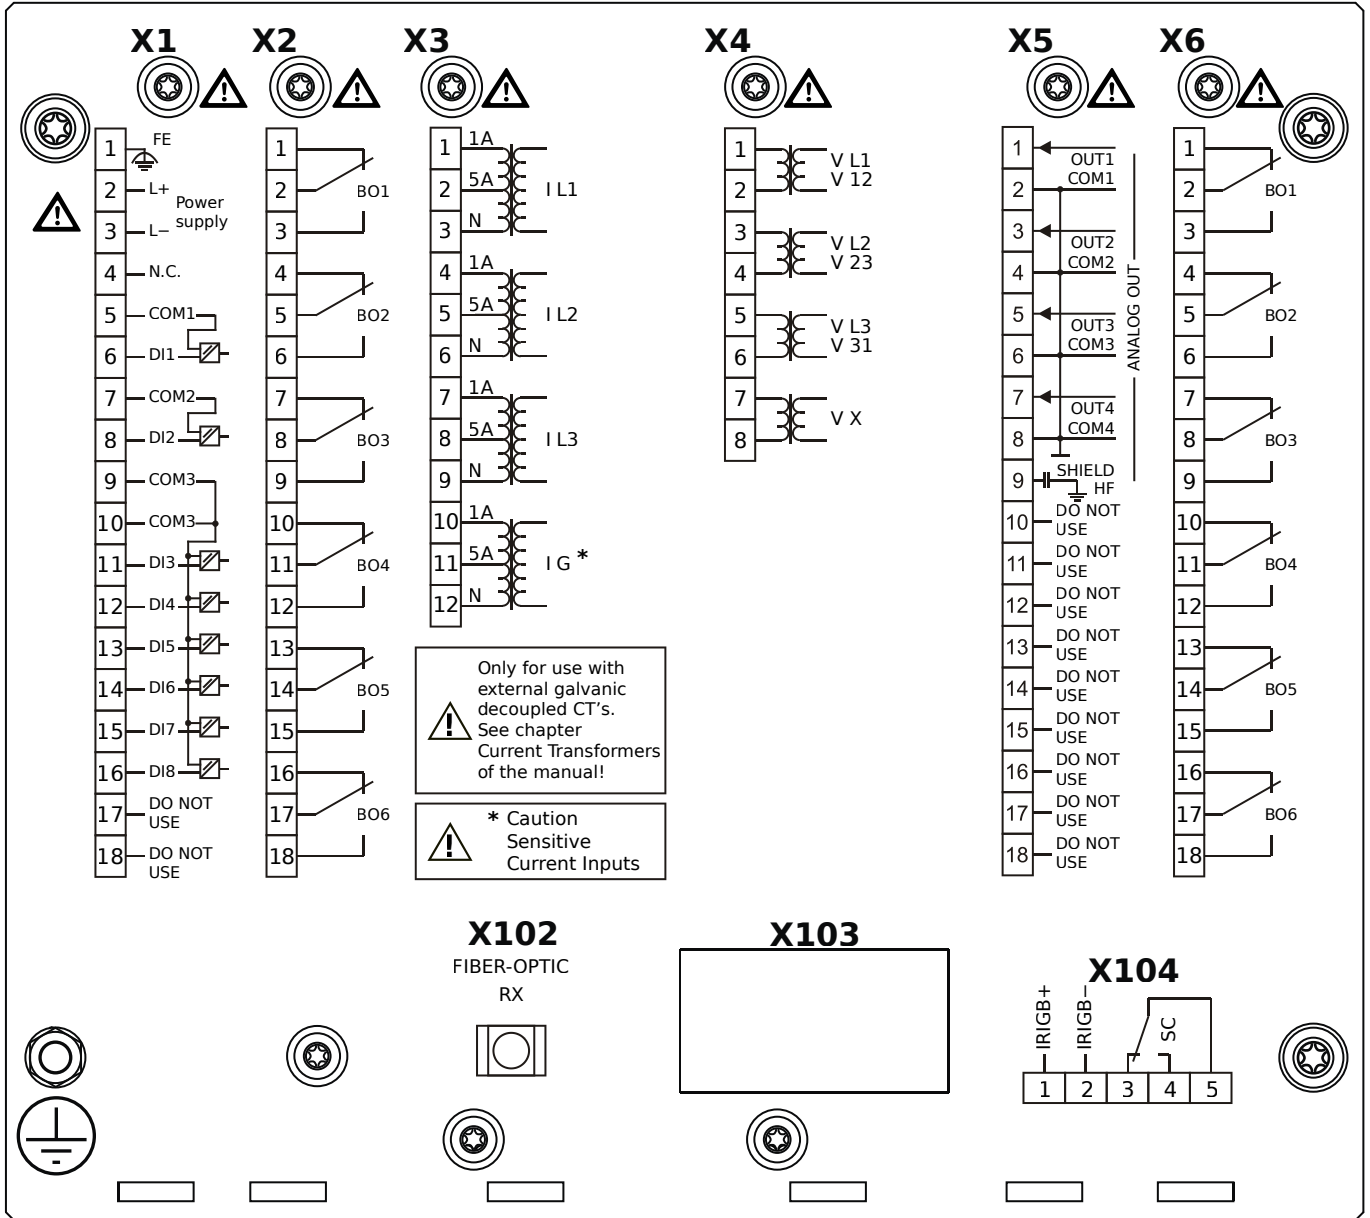 X1 X2 X3 X4 X5 X6
1 FE
2 L+
Power
supply
3 L−
4 N.C.
5 COM1
6 DI1
7 COM2
8 DI2
9 COM3
10 COM3
11 DI3
12 DI4
13 DI5
14 DI6
15 DI7
16 DI8
17 DO NOT
USE
18 DO NOT
USE
1
2 BO1
3
4
5 BO2
6
7
8 BO3
9
10
11 BO4
12
13
14 BO5
15
16
17 BO6
18
1 1A
2 5A I L1
3 N
4 1A
5 5A I L2
6 N
7 1A
8 5A I L3
9 N
10 1A
11 5A I G *
12 N
Only for use with
external galvanic
decoupled CT's.
See chapter
Current Transformers
of the manual!
* Caution
Sensitive
Current Inputs
1 V L1
2 V 12
3 V L2
4 V 23
5 V L3
6 V 31
7 V X
8
1 OUT1
2 COM1
3 OUT2
4 COM2
5 OUT3
6 COM3
7 OUT4
8 COM4
ANALOG OUT
9 SHIELD
HF
10 DO NOT
USE
11 DO NOT
USE
12 DO NOT
USE
13 DO NOT
USE
14 DO NOT
USE
15 DO NOT
USE
16 DO NOT
USE
17 DO NOT
USE
18 DO NOT
USE
1
2 BO1
3
4
5 BO2
6
7
8 BO3
9
10
11 BO4
12
13
14 BO5
15
16
17 BO6
18
X102
FIBER-OPTIC
RX
X103
X104
IRIGB+
IRIGB−
SC
1 2 3 4 5